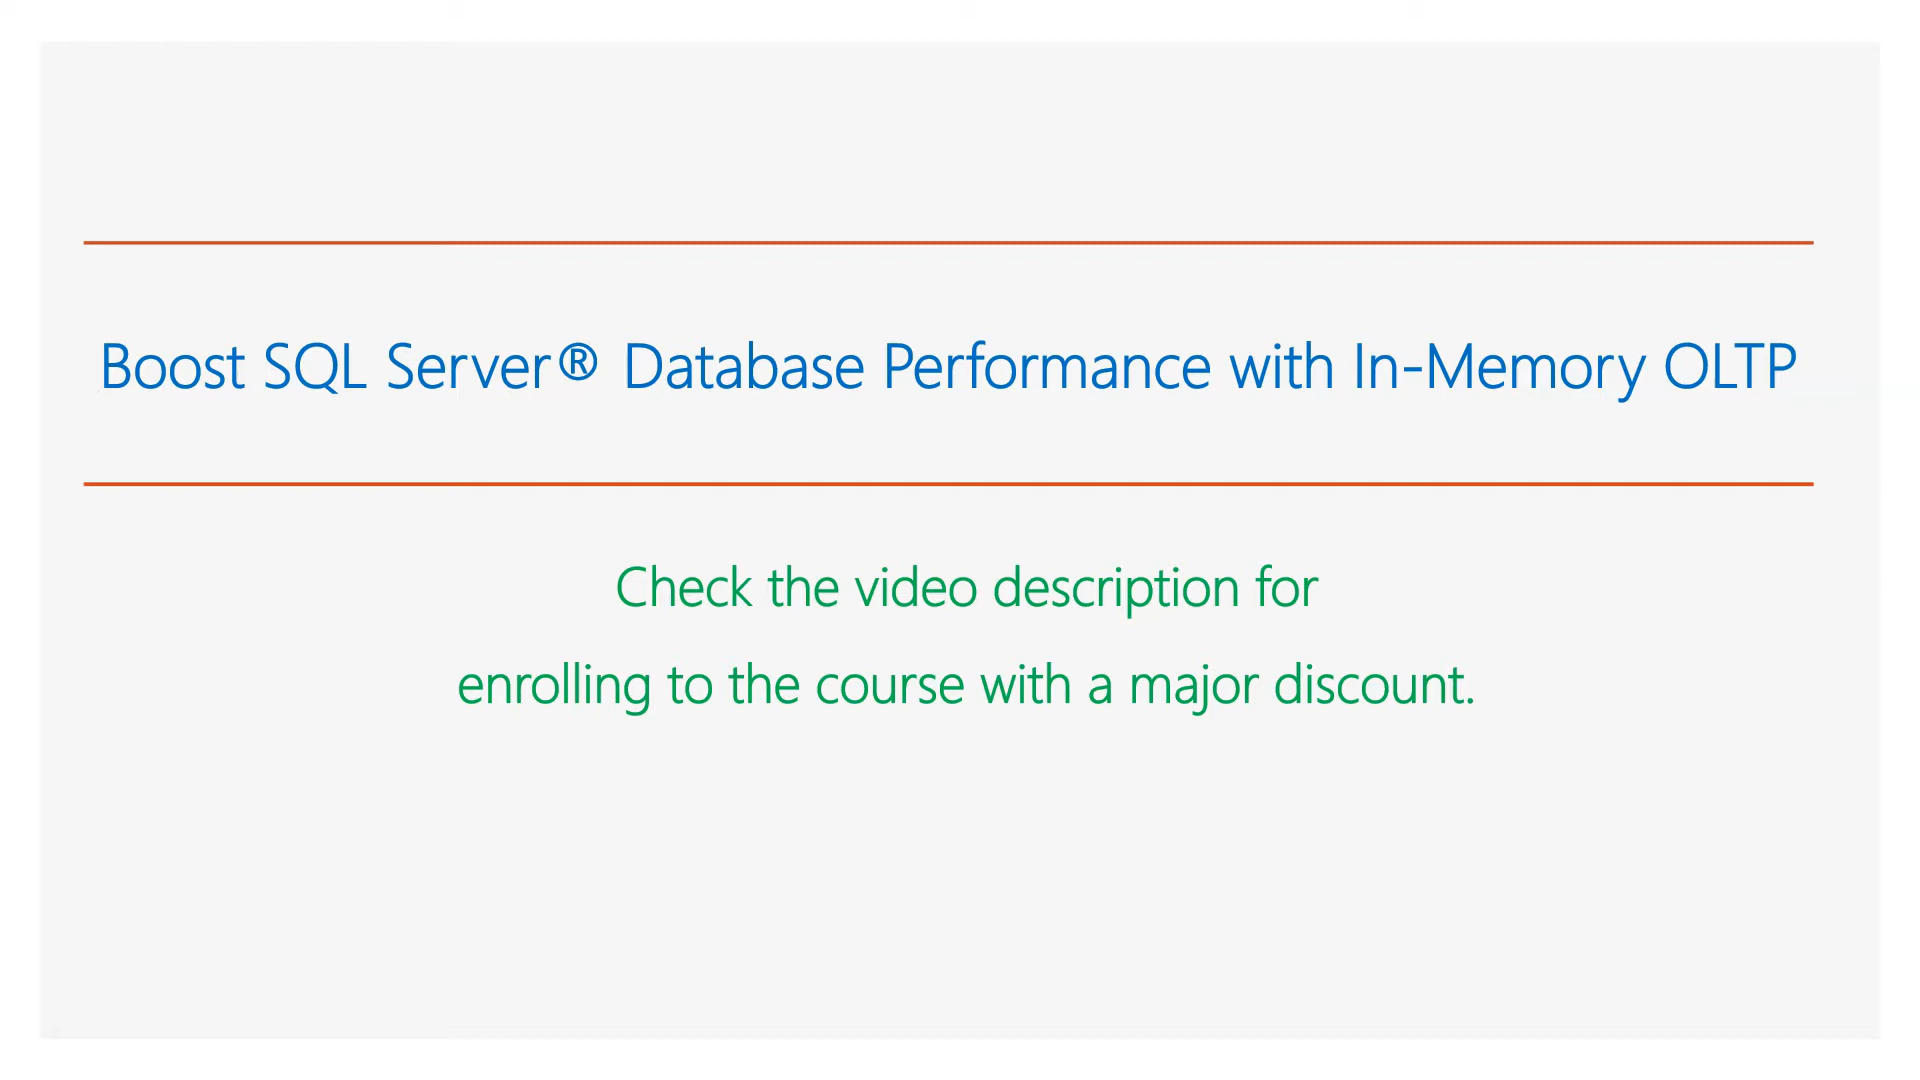 Boost SQL Server® Database Performance with In-Memory OLTP
Check the video description for
enrolling to the course with a major discount.